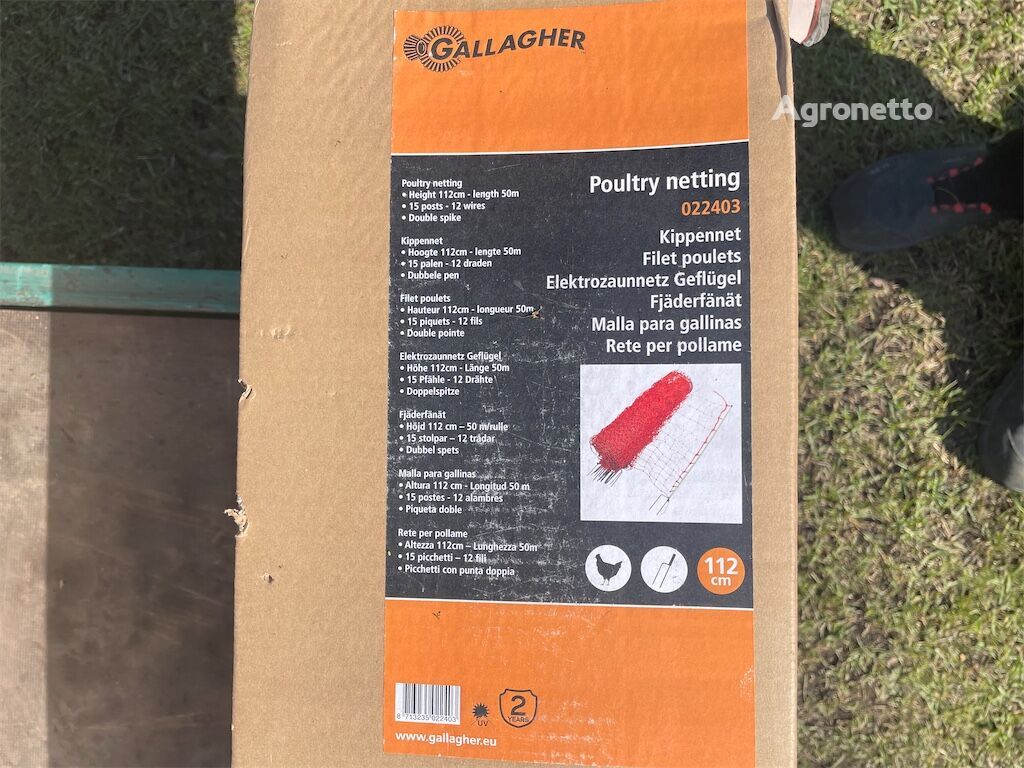 GALLAGHER
Agronetto
Poultry netting
• Height 112cm - length 50m
• 15 posts - 12 wires
• Double spike
Kippennet
• Hoogte 112cm - lengte 50m
• 15 palen - 12 draden
• Dubbele pen
Filet poulets
• Hauteur 112cm - longueur 50m
• 15 piquets - 12 fils
• Double pointe
Elektrozaunnetz Geflügel
• Höhe 112cm - Länge 50m
• 15 Pfähle - 12 Drähte
• Doppelspitze
Fjäderfänät
• Höjd 112 cm – 50 m/rulle
• 15 stolpar – 12 trådar
• Dubbel spets
Malla para gallinas
• Altura 112 cm - Longitud 50 m
• 15 postes - 12 alambres
• Piqueta doble
Rete per pollame
• Altezza 112cm – Lunghezza 50m
• 15 picchetti – 12 fili
• Picchetti con punta doppia
Poultry netting
022403
Kippennet
Filet poulets
Elektrozaunnetz Geflügel
Fjäderfänät
Malla para gallinas
Rete per pollame
112
cm
8 713235 022403
UV
2
YEARS
www.gallagher.eu